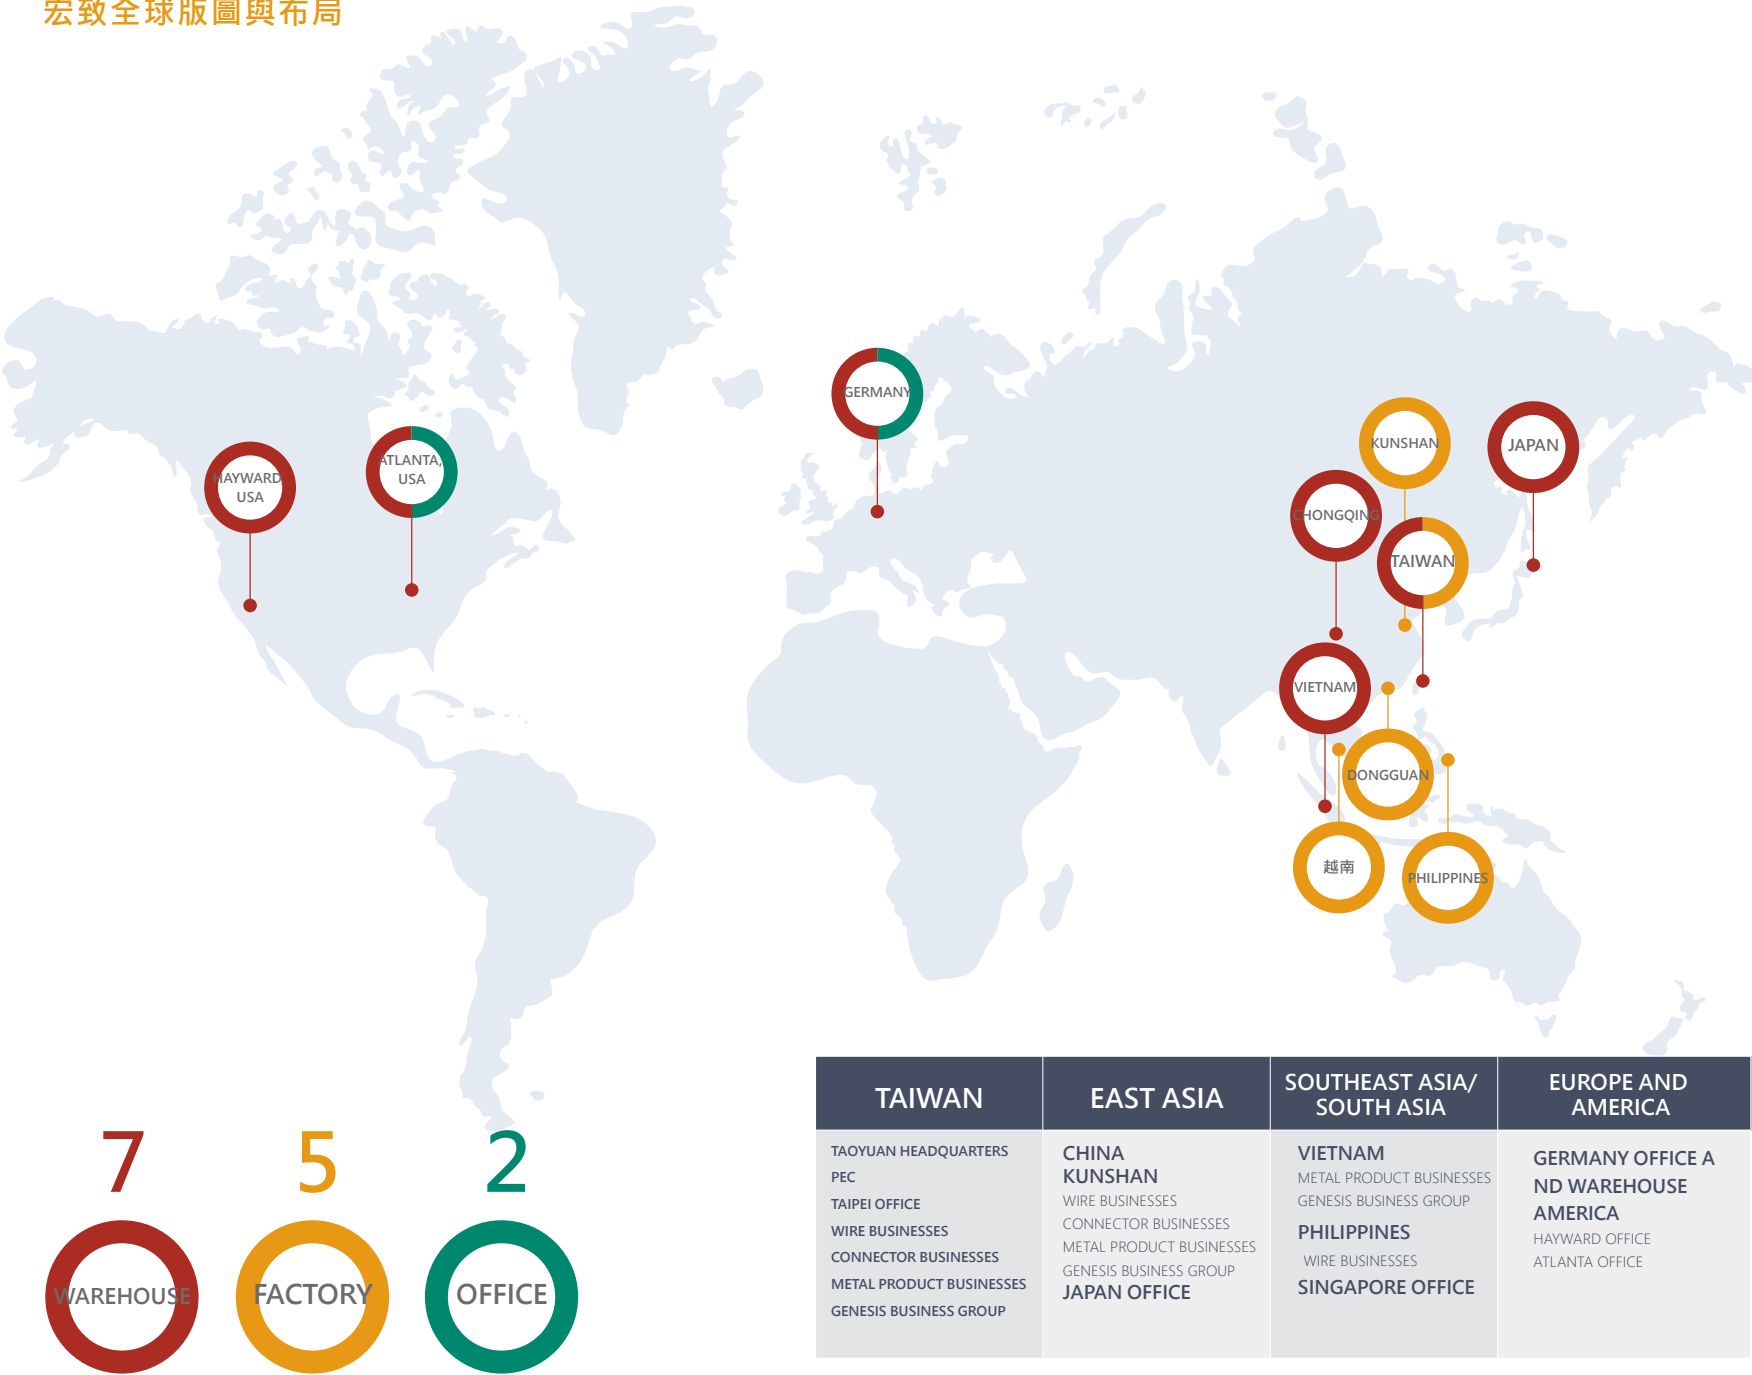 宏致全球版圖與布局
GERMANY
KUNSHAN
JAPAN
ATLANTA,
USA
HAYWARD,
USA
CHONGQING
TAIWAN
VIETNAM
DONGGUAN
越南
PHILIPPINES
7
5
2
WAREHOUSE
FACTORY
OFFICE
TAIWAN
TAOYUAN HEADQUARTERS
PEC
TAIPEI OFFICE
WIRE BUSINESSES
CONNECTOR BUSINESSES
METAL PRODUCT BUSINESSES
GENESIS BUSINESS GROUP
EAST ASIA
CHINA
KUNSHAN
WIRE BUSINESSES
CONNECTOR BUSINESSES
METAL PRODUCT BUSINESSES
GENESIS BUSINESS GROUP
JAPAN OFFICE
SOUTHEAST ASIA/
SOUTH ASIA
VIETNAM
METAL PRODUCT BUSINESSES
GENESIS BUSINESS GROUP
PHILIPPINES
WIRE BUSINESSES
SINGAPORE OFFICE
EUROPE AND
AMERICA
GERMANY OFFICE A
ND WAREHOUSE
AMERICA
HAYWARD OFFICE
ATLANTA OFFICE